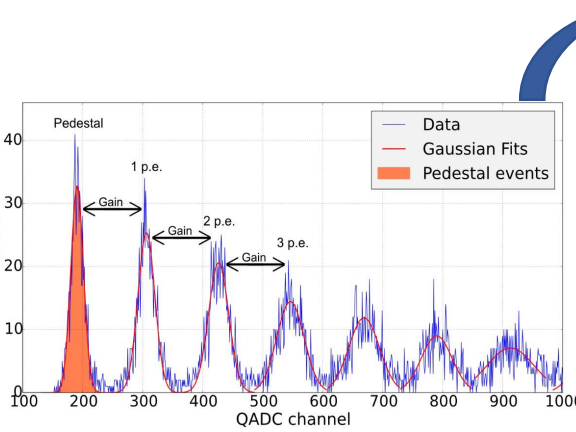 Pedestal
1 p.e.
2 p.e.
3 p.e.
Gain
Gain
Gain
Data
Gaussian Fits
Pedestal events
40
30
20
10
0
100 200 300 400 500 600 700 800 900 1000
QADC channel